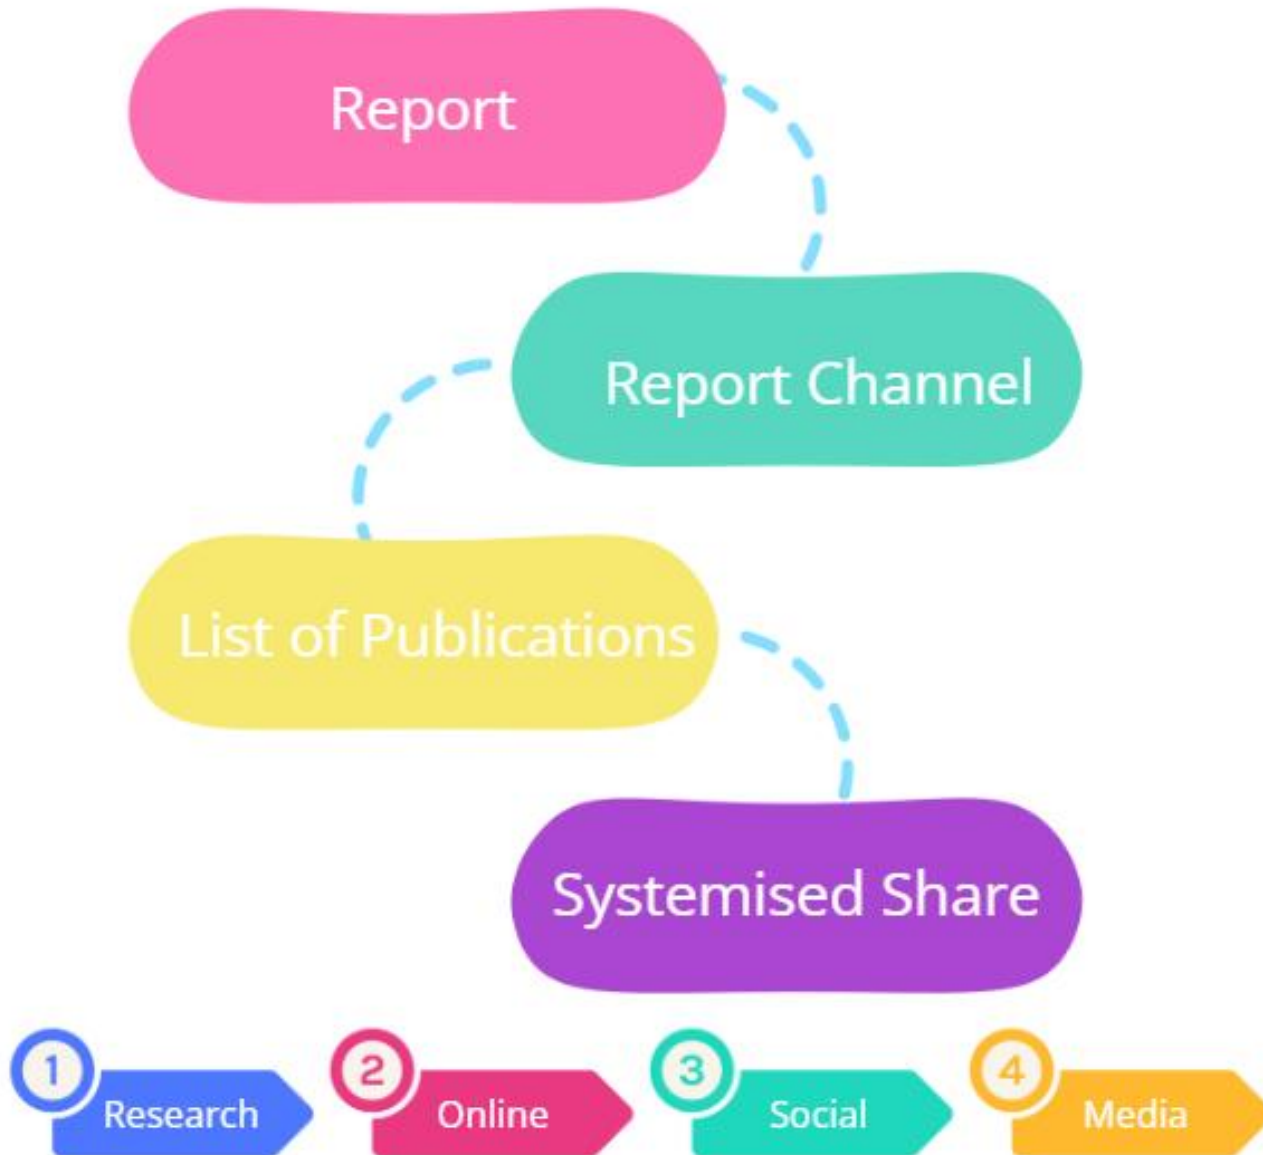 Report
Report Channel
List of Publications
Systemised Share
1
Research
2
Online
3
Social
4
Media